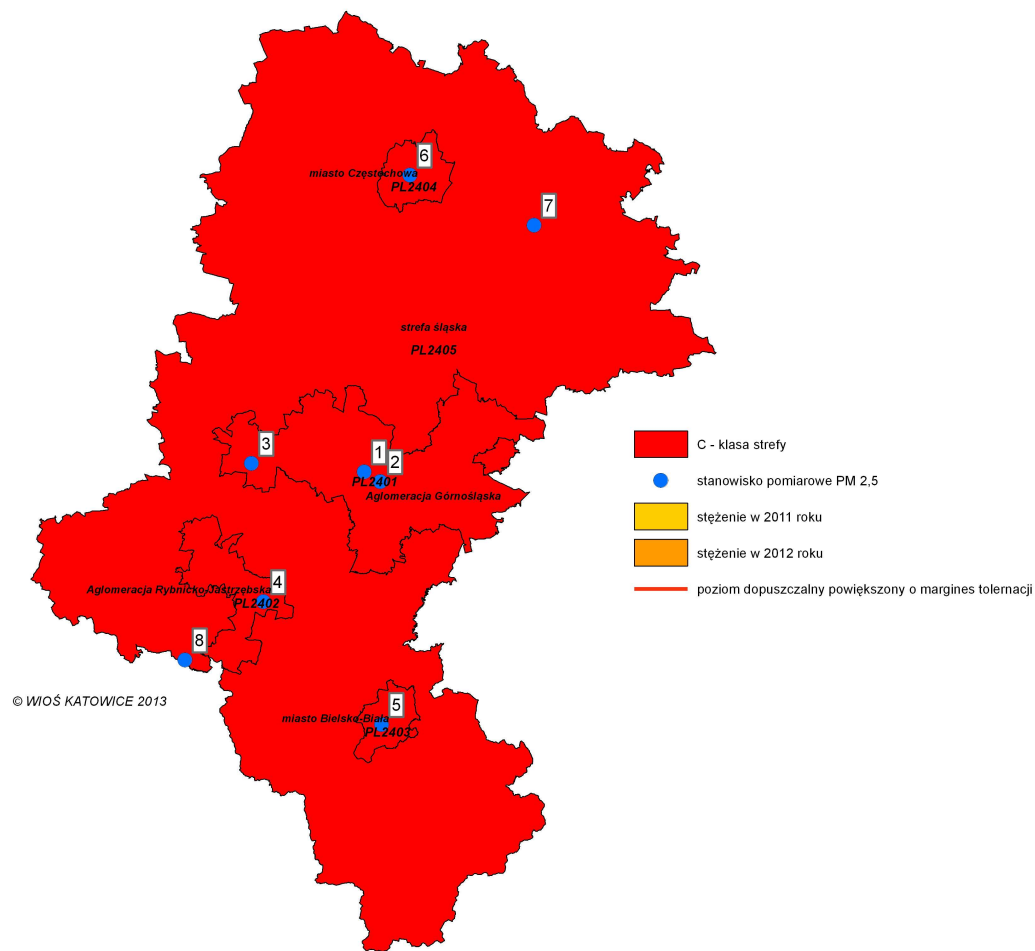 6
miasto Częstochowa
PL2404
7
strefa śląska
PL2405
3
1
2
PL2401
Aglomeracja Górnośląska
4
Aglomeracja Rybnicko-Jastrzębska
PL2402
8
5
miasto Bielsko-Biała
PL2403
© WIOŚ KATOWICE 2013
C - klasa strefy
stanowisko pomiarowe PM 2,5
stężenie w 2011 roku
stężenie w 2012 roku
poziom dopuszczalny powiększony o margines tolernacji